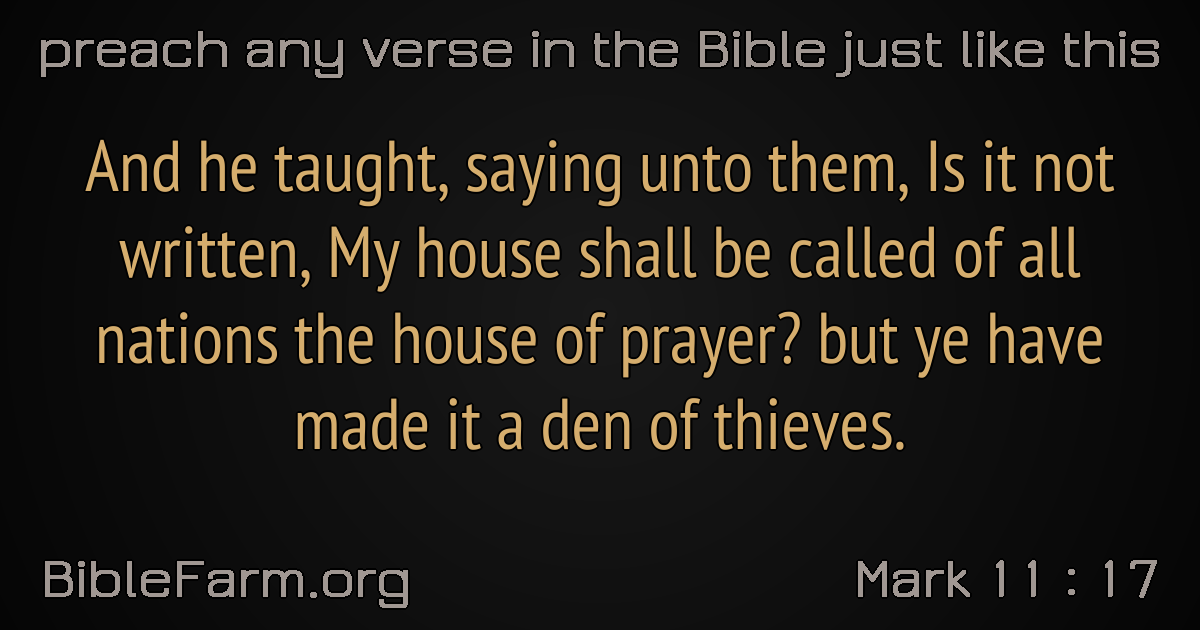 preach any verse in the Bible just like this
And he taught, saying unto them, Is it not
written, My house shall be called of all
nations the house of prayer? but ye have
made it a den of thieves.
BibleFarm.org
Mark 11 : 17